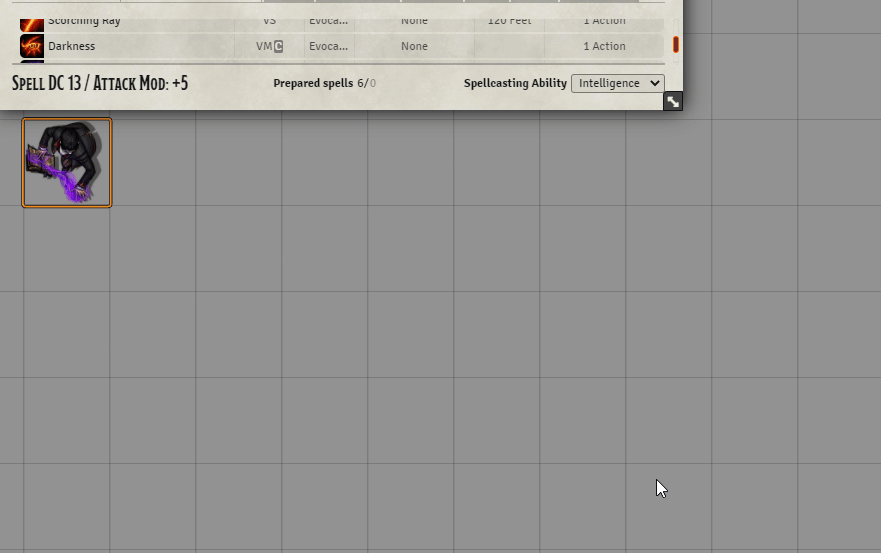 Scorching Ray VS Evoca... None 120 Feet 1 Action
Darkness VM C Evoca... None 1 Action
Spell DC 13 / Attack Mod: +5 Prepared spells 6/0 Spellcasting Ability Intelligence